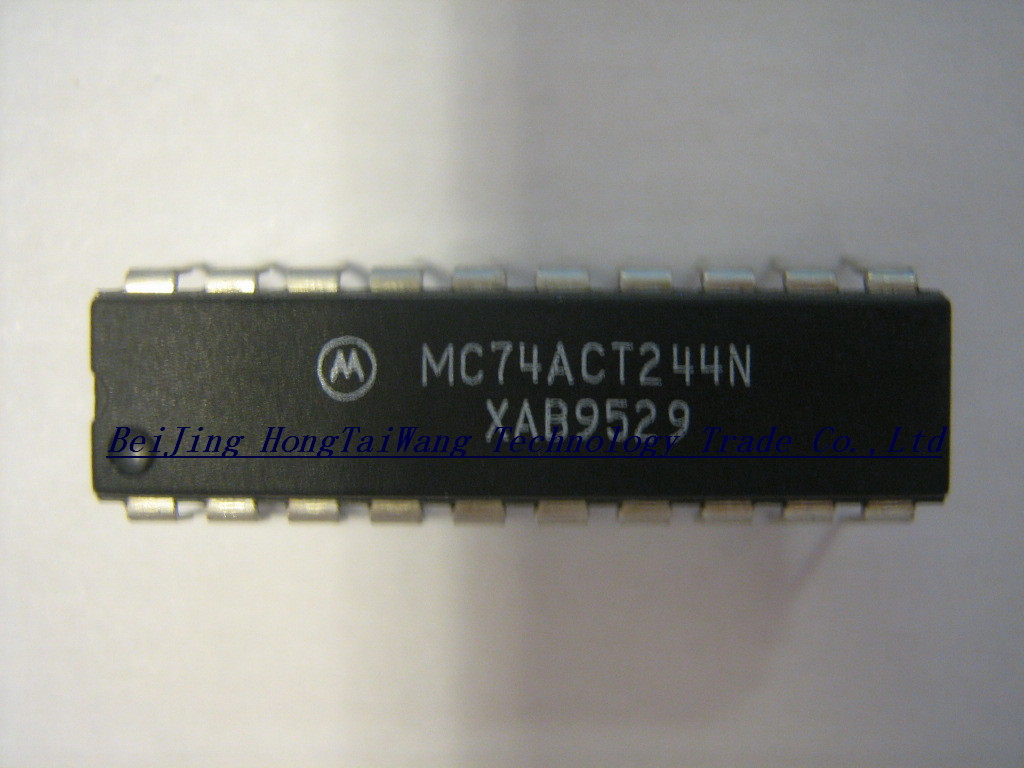 MC74ACT244N
XAB9529
BeiJing HongTaiWang Technology Trade Co.,Ltd